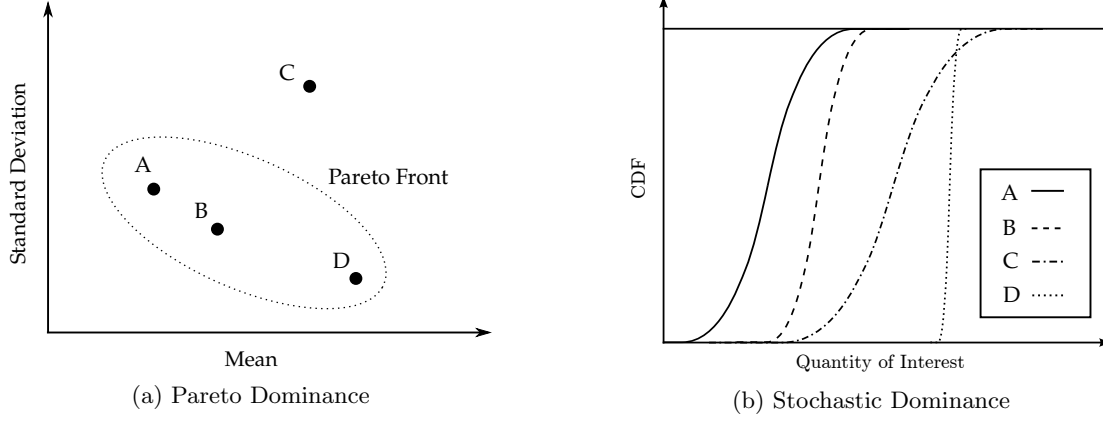 Standard Deviation
C
A
B
D
Pareto Front
Mean
(a) Pareto Dominance
CDF
A
B
C
D
Quantity of Interest
(b) Stochastic Dominance